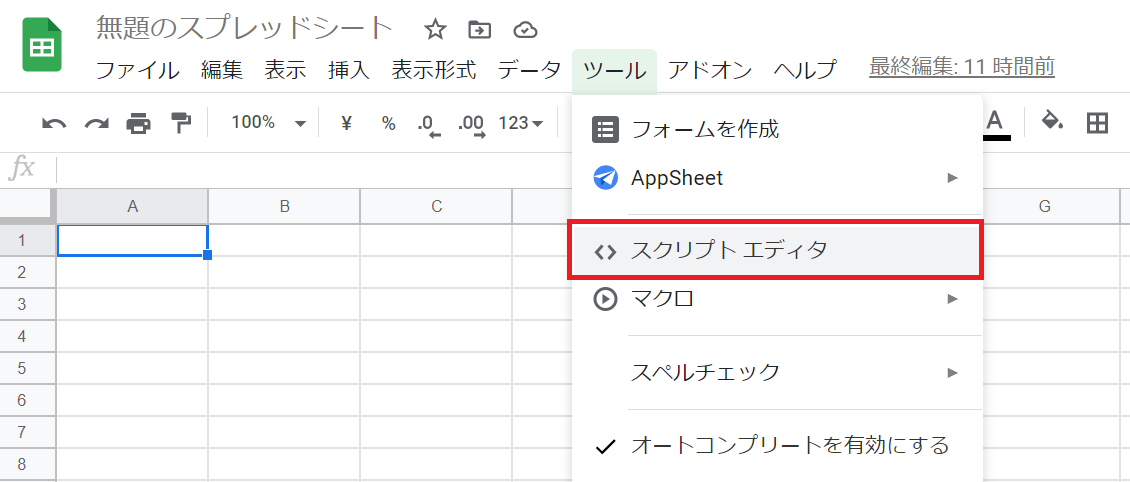 無題のスプレッドシート
ファイル 編集 表示 挿入 表示形式 データ ツール アドオン ヘルプ 最終編集: 11 時間前
100% ¥ % .0 .00 123 A
fx
A B C G
1
2
3
4
5
6
7
8
フォームを作成
AppSheet
スクリプト エディタ
マクロ
スペルチェック
オートコンプリートを有効にする